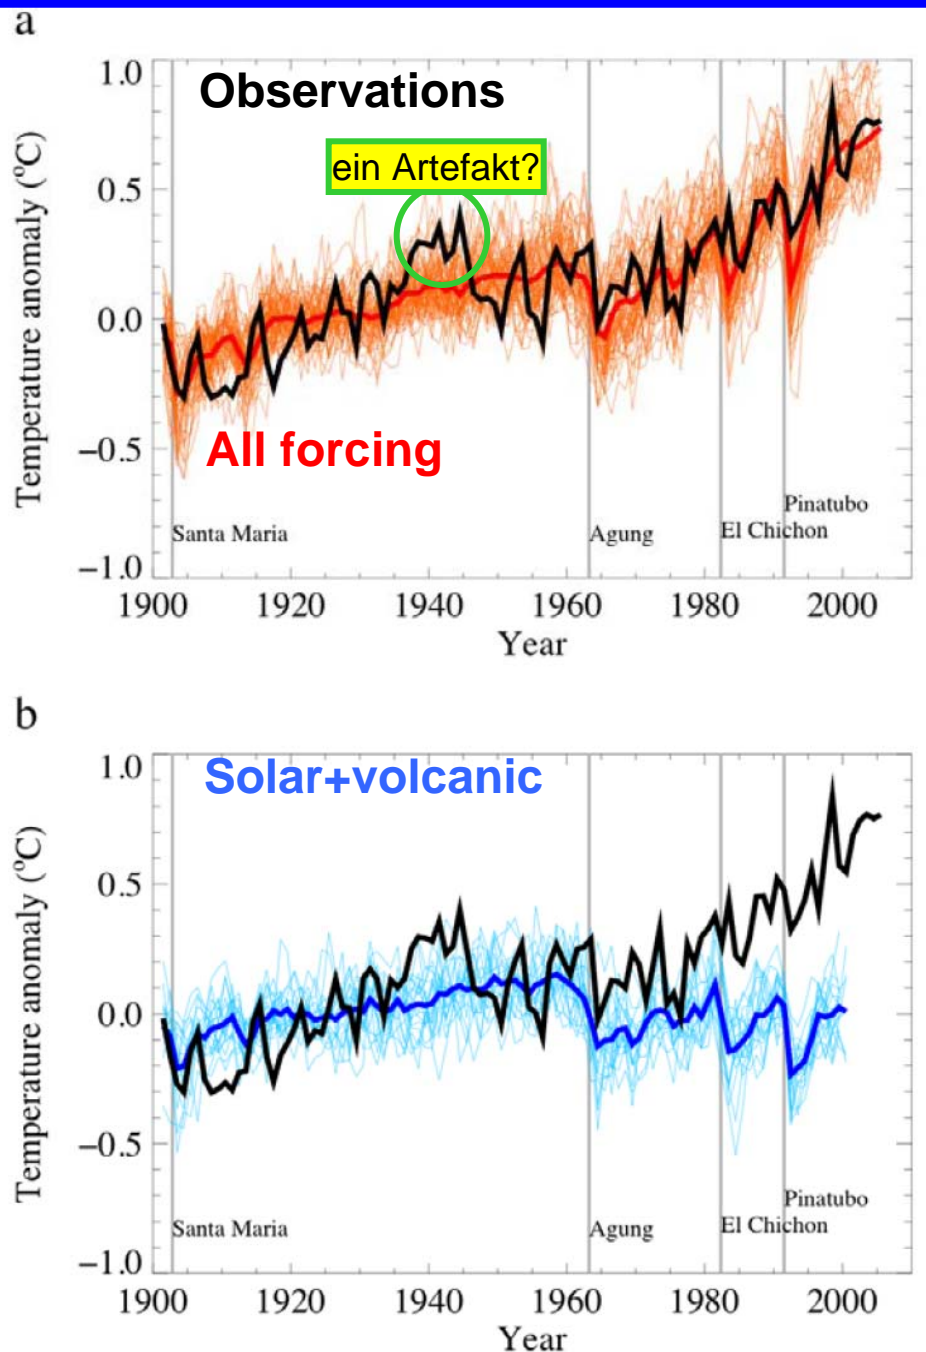 a
Observations
ein Artefakt?
All forcing
Temperature anomaly (°C)
1.0
0.5
0.0
−0.5
−1.0
Santa Maria
Agung
El Chichon
Pinatubo
1900 1920 1940 1960 1980 2000
Year
b
Solar+volcanic
Temperature anomaly (°C)
1.0
0.5
0.0
−0.5
−1.0
Santa Maria
Agung
El Chichon
Pinatubo
1900 1920 1940 1960 1980 2000
Year